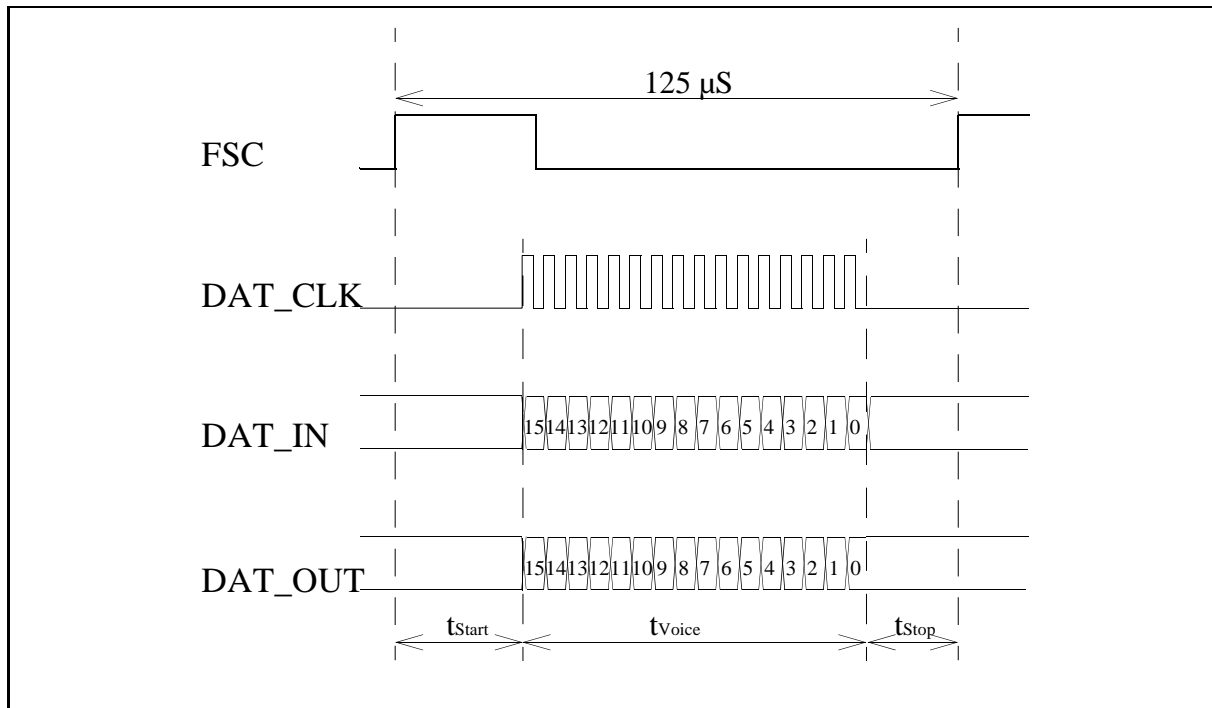 125 μS
FSC
DAT_CLK
DAT_IN
15 14 13 12 11 10 9 8 7 6 5 4 3 2 1 0
DAT_OUT
15 14 13 12 11 10 9 8 7 6 5 4 3 2 1 0
tStart tVoice tStop